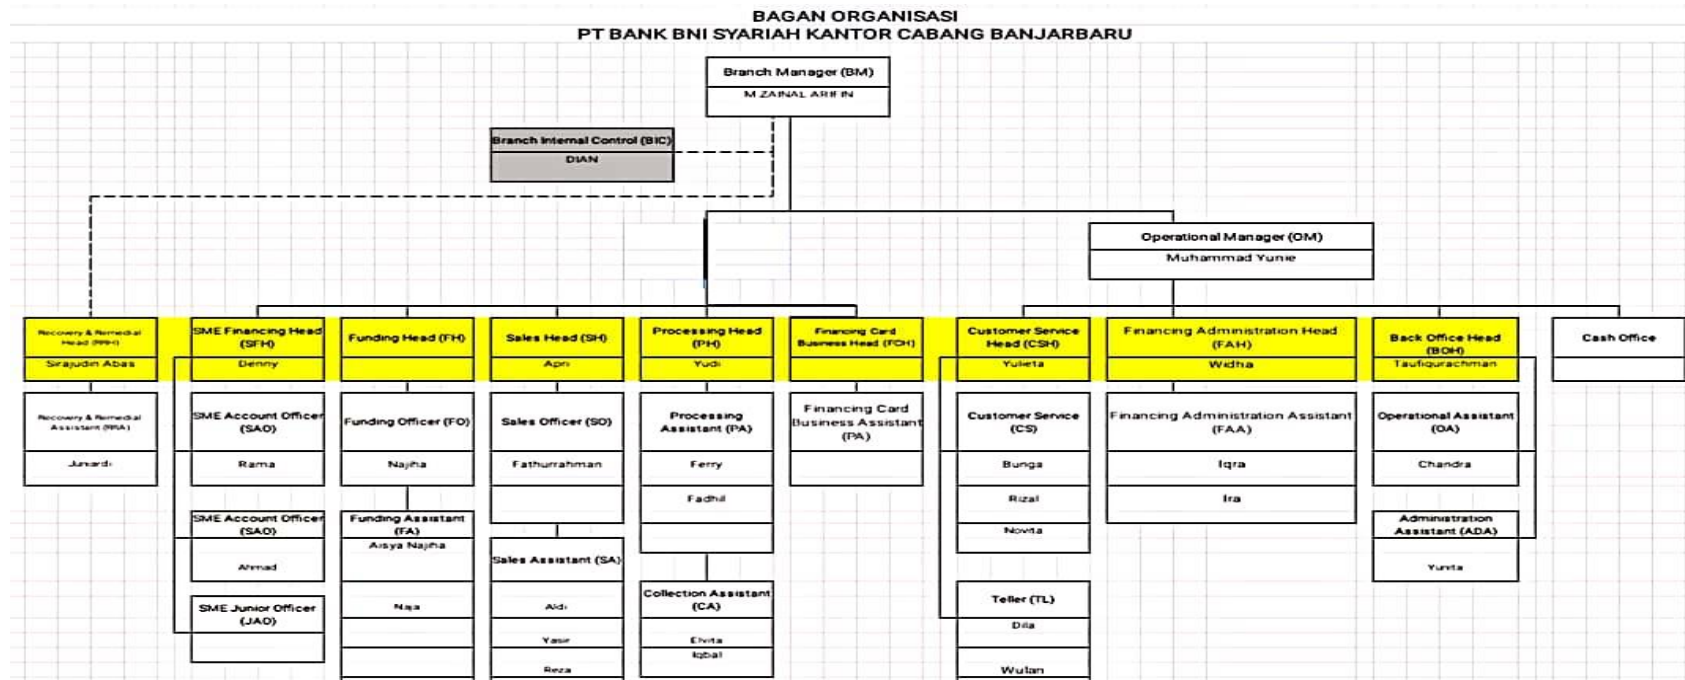 BAGAN ORGANISASI
PT BANK BNI SYARIAH KANTOR CABANG BANJARBARU
Branch Manager (BM)
M ZAINAL ARIFIN
Branch Internal Control (BIC)
DIAN
Operational Manager (OM)
Muhammad Yunie
Recovery & Remedial
Head (RRH)
Sirajudin Abas
SME Financing Head
(SFH)
Denny
Funding Head (FH)
Sales Head (SH)
Apri
Processing Head
(PH)
Yudi
Financing Card
Business Head (FCH)
Customer Service
Head (CSH)
Yulieta
Financing Administration Head
(FAH)
Widha
Back Office Head
(BOH)
Taufiqurachman
Cash Office
Recovery & Remedial
Assistant (RRA)
Juniardi
SME Account Officer
(SAO)
Rama
SME Account Officer
(SAO)
Ahmad
SME Junior Officer
(JAO)
Funding Officer (FO)
Najiha
Funding Assistant
(FA)
Aisya Najiha
Naja
Sales Officer (SO)
Fathurrahman
Sales Assistant (SA)
Aldi
Yasir
Reza
Processing
Assistant (PA)
Ferry
Fadhil
Collection Assistant
(CA)
Elvita
Iqbal
Financing Card
Business Assistant
(PA)
Customer Service
(CS)
Bunga
Rizal
Novita
Teller (TL)
Dila
Wulan
Financing Administration Assistant
(FAA)
Iqra
Ira
Operational Assistant
(OA)
Chandra
Administration
Assistant (ADA)
Yunita